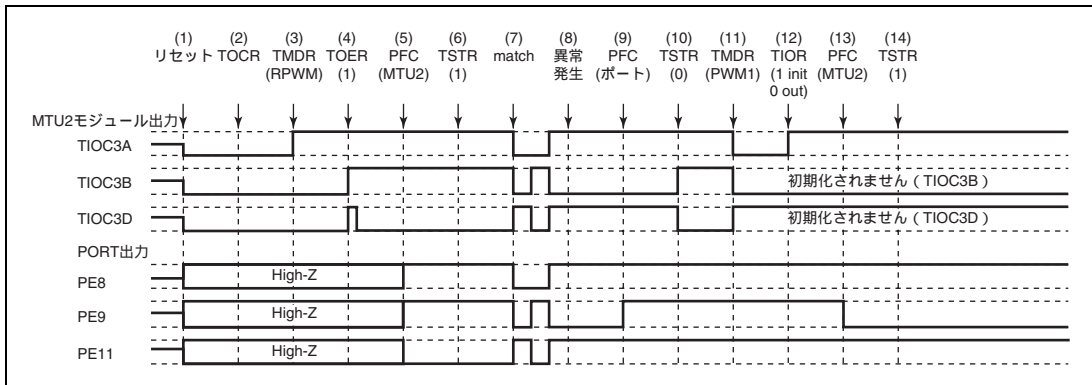 (1) (2) (3) (4) (5) (6) (7) (8) (9) (10) (11) (12) (13) (14)
リセット TOCR TMDR TOER PFC TSTR match 異常 PFC TSTR TMDR TIOR PFC TSTR
(RPWM) (1) (MTU2) (1) 発生 (ポート) (0) (PWM1) (1 init (MTU2) (1)
0 out)
MTU2モジュール出力
TIOC3A
TIOC3B 初期化されません（TIOC3B）
TIOC3D 初期化されません（TIOC3D）
PORT出力
PE8 High-Z
PE9 High-Z
PE11 High-Z